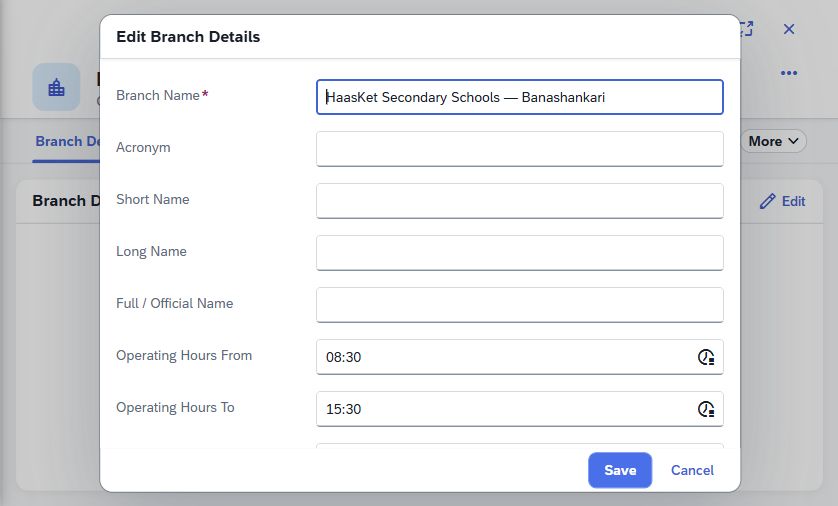 Edit Branch Details
Branch Name*
HaasKet Secondary Schools — Banashankari
Acronym
Short Name
Long Name
Full / Official Name
Operating Hours From
08:30
Operating Hours To
15:30
Save
Cancel
Branch De
More
Branch D
Edit